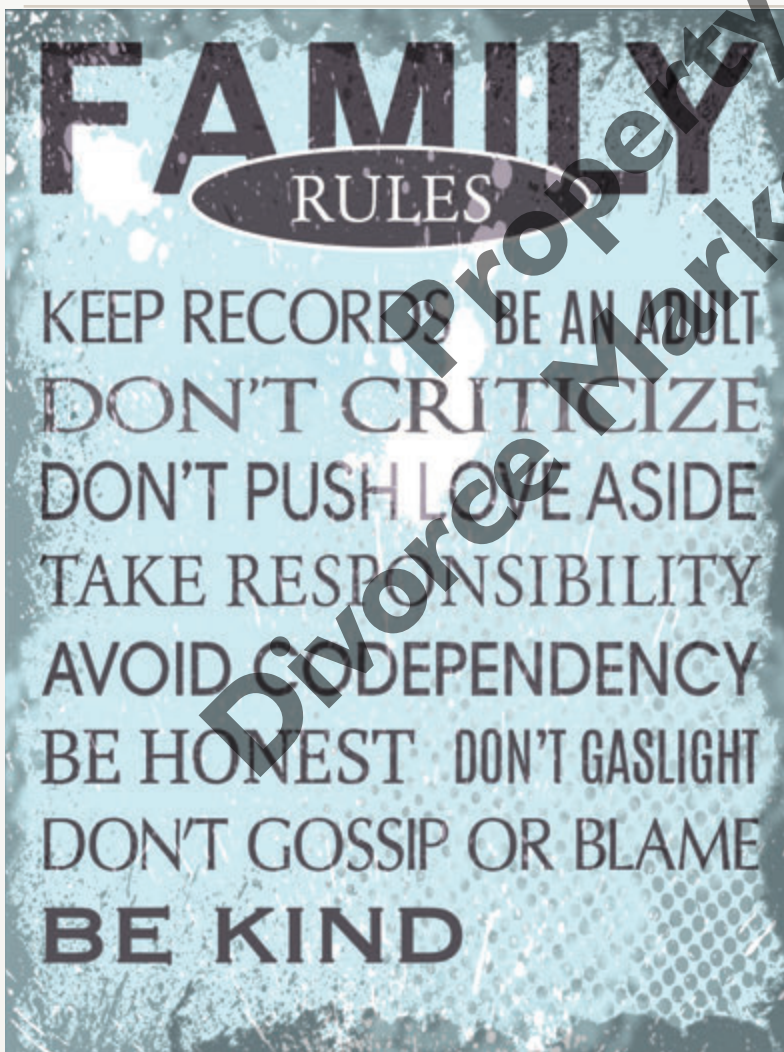 FAMILY
RULES
KEEP RECORDS BE AN ADULT
DON'T CRITICIZE
DON'T PUSH LOVE ASIDE
TAKE RESPONSIBILITY
AVOID CODEPENDENCY
BE HONEST DON'T GASLIGHT
DON'T GOSSIP OR BLAME
BE KIND
Property
Divorce Mark